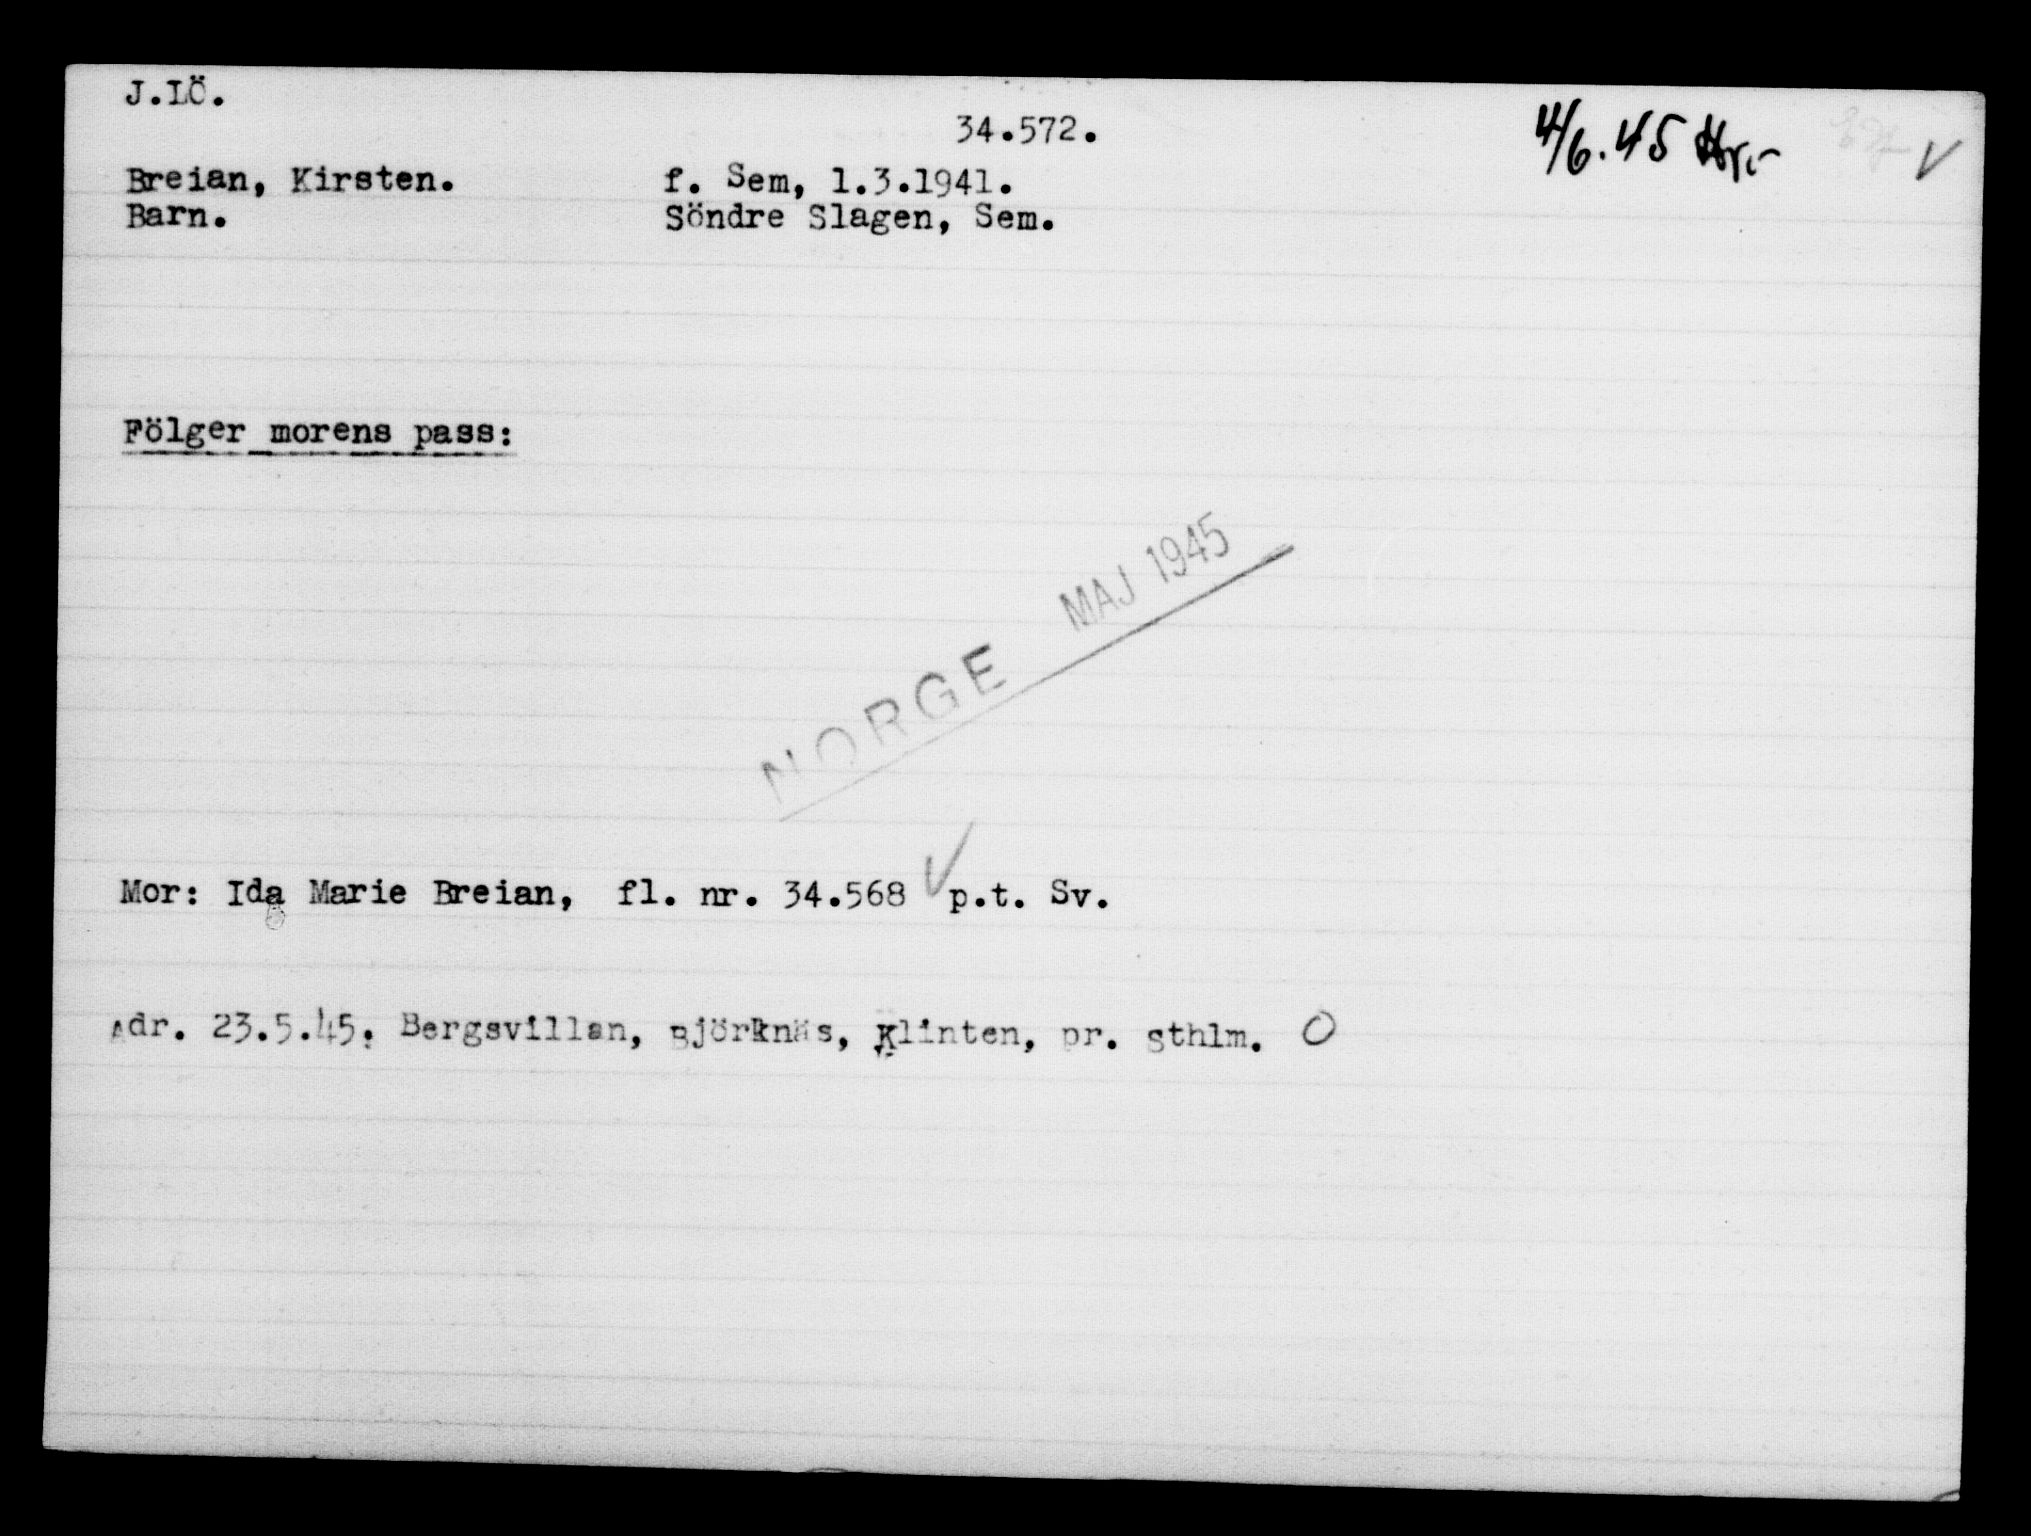 J.LÖ.
34.572.
4/6.45
Breian, Kirsten. f. Sem, 1.3.1941.
Barn. Söndre Slagen, Sem.
Fölger morens pass:
NORGE MAJ 1945
Mor: Ida Marie Breian, fl. nr. 34.568 p.t. Sv.
Adr. 23.5.45. Bergsvillan, Björknäs, Klinten, pr. Sthlm.